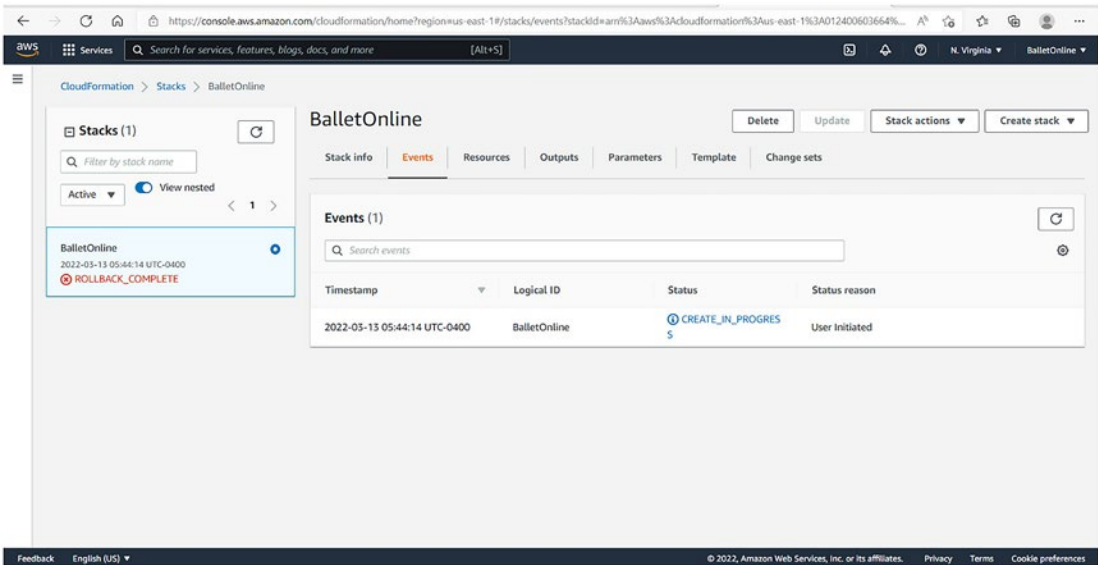 https://console.aws.amazon.com/cloudformation/home?region=us-east-1#/stacks/events?stackId=arn%3Aaws%3Acloudformation%3Aus-east-1%3A012400603664%...
aws Services Search for services, features, blogs, docs, and more [Alt+S] N. Virginia ▼ BalletOnline ▼
CloudFormation > Stacks > BalletOnline
Stacks (1)
Filter by stock name
Active ▼ View nested
< 1 >
BalletOnline
2022-03-13 05:44:14 UTC-0400
ROLLBACK_COMPLETE
BalletOnline
Delete Update Stack actions ▼ Create stack ▼
Stack info Events Resources Outputs Parameters Template Change sets
Events (1)
Search events
Timestamp Logical ID Status Status reason
2022-03-13 05:44:14 UTC-0400 BalletOnline CREATE_IN_PROGRES User Initiated
S
Feedback English (US) ▼ © 2022, Amazon Web Services, Inc. or its affiliates. Privacy Terms Cookie preferences